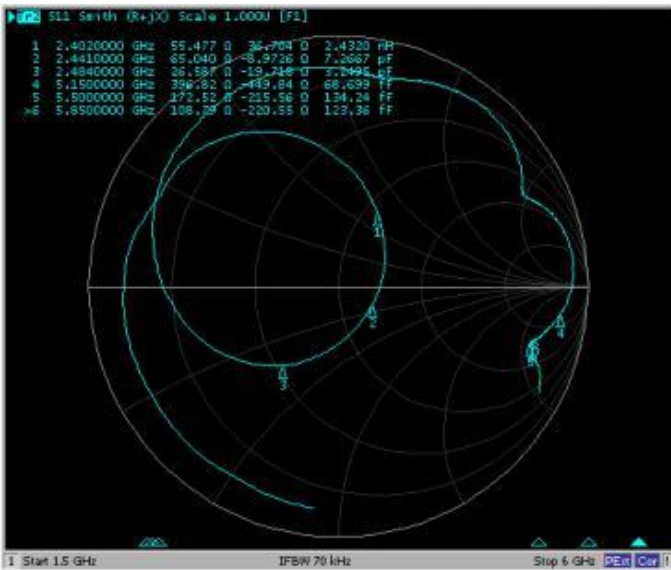 Tr2 S11 Smith (R+jX) Scale 1.000U [F1]
1 2.4020000 GHz 55.477 Ω 36.704 Ω 2.4320 nH
2 2.4410000 GHz 65.040 Ω -8.9726 Ω 7.2667 pF
3 2.4840000 GHz 26.587 Ω Ω pF
4 5.1500000 GHz 396.82 Ω -449.84 Ω 68.699 fF
5 5.5000000 GHz 172.52 Ω -215.56 Ω 134.24 fF
>6 5.8500000 GHz Ω -220.55 Ω 123.36 fF
1
2
3
4
1 Start 1.5 GHz IFBW 70 kHz Stop 6 GHz PExt Cor !